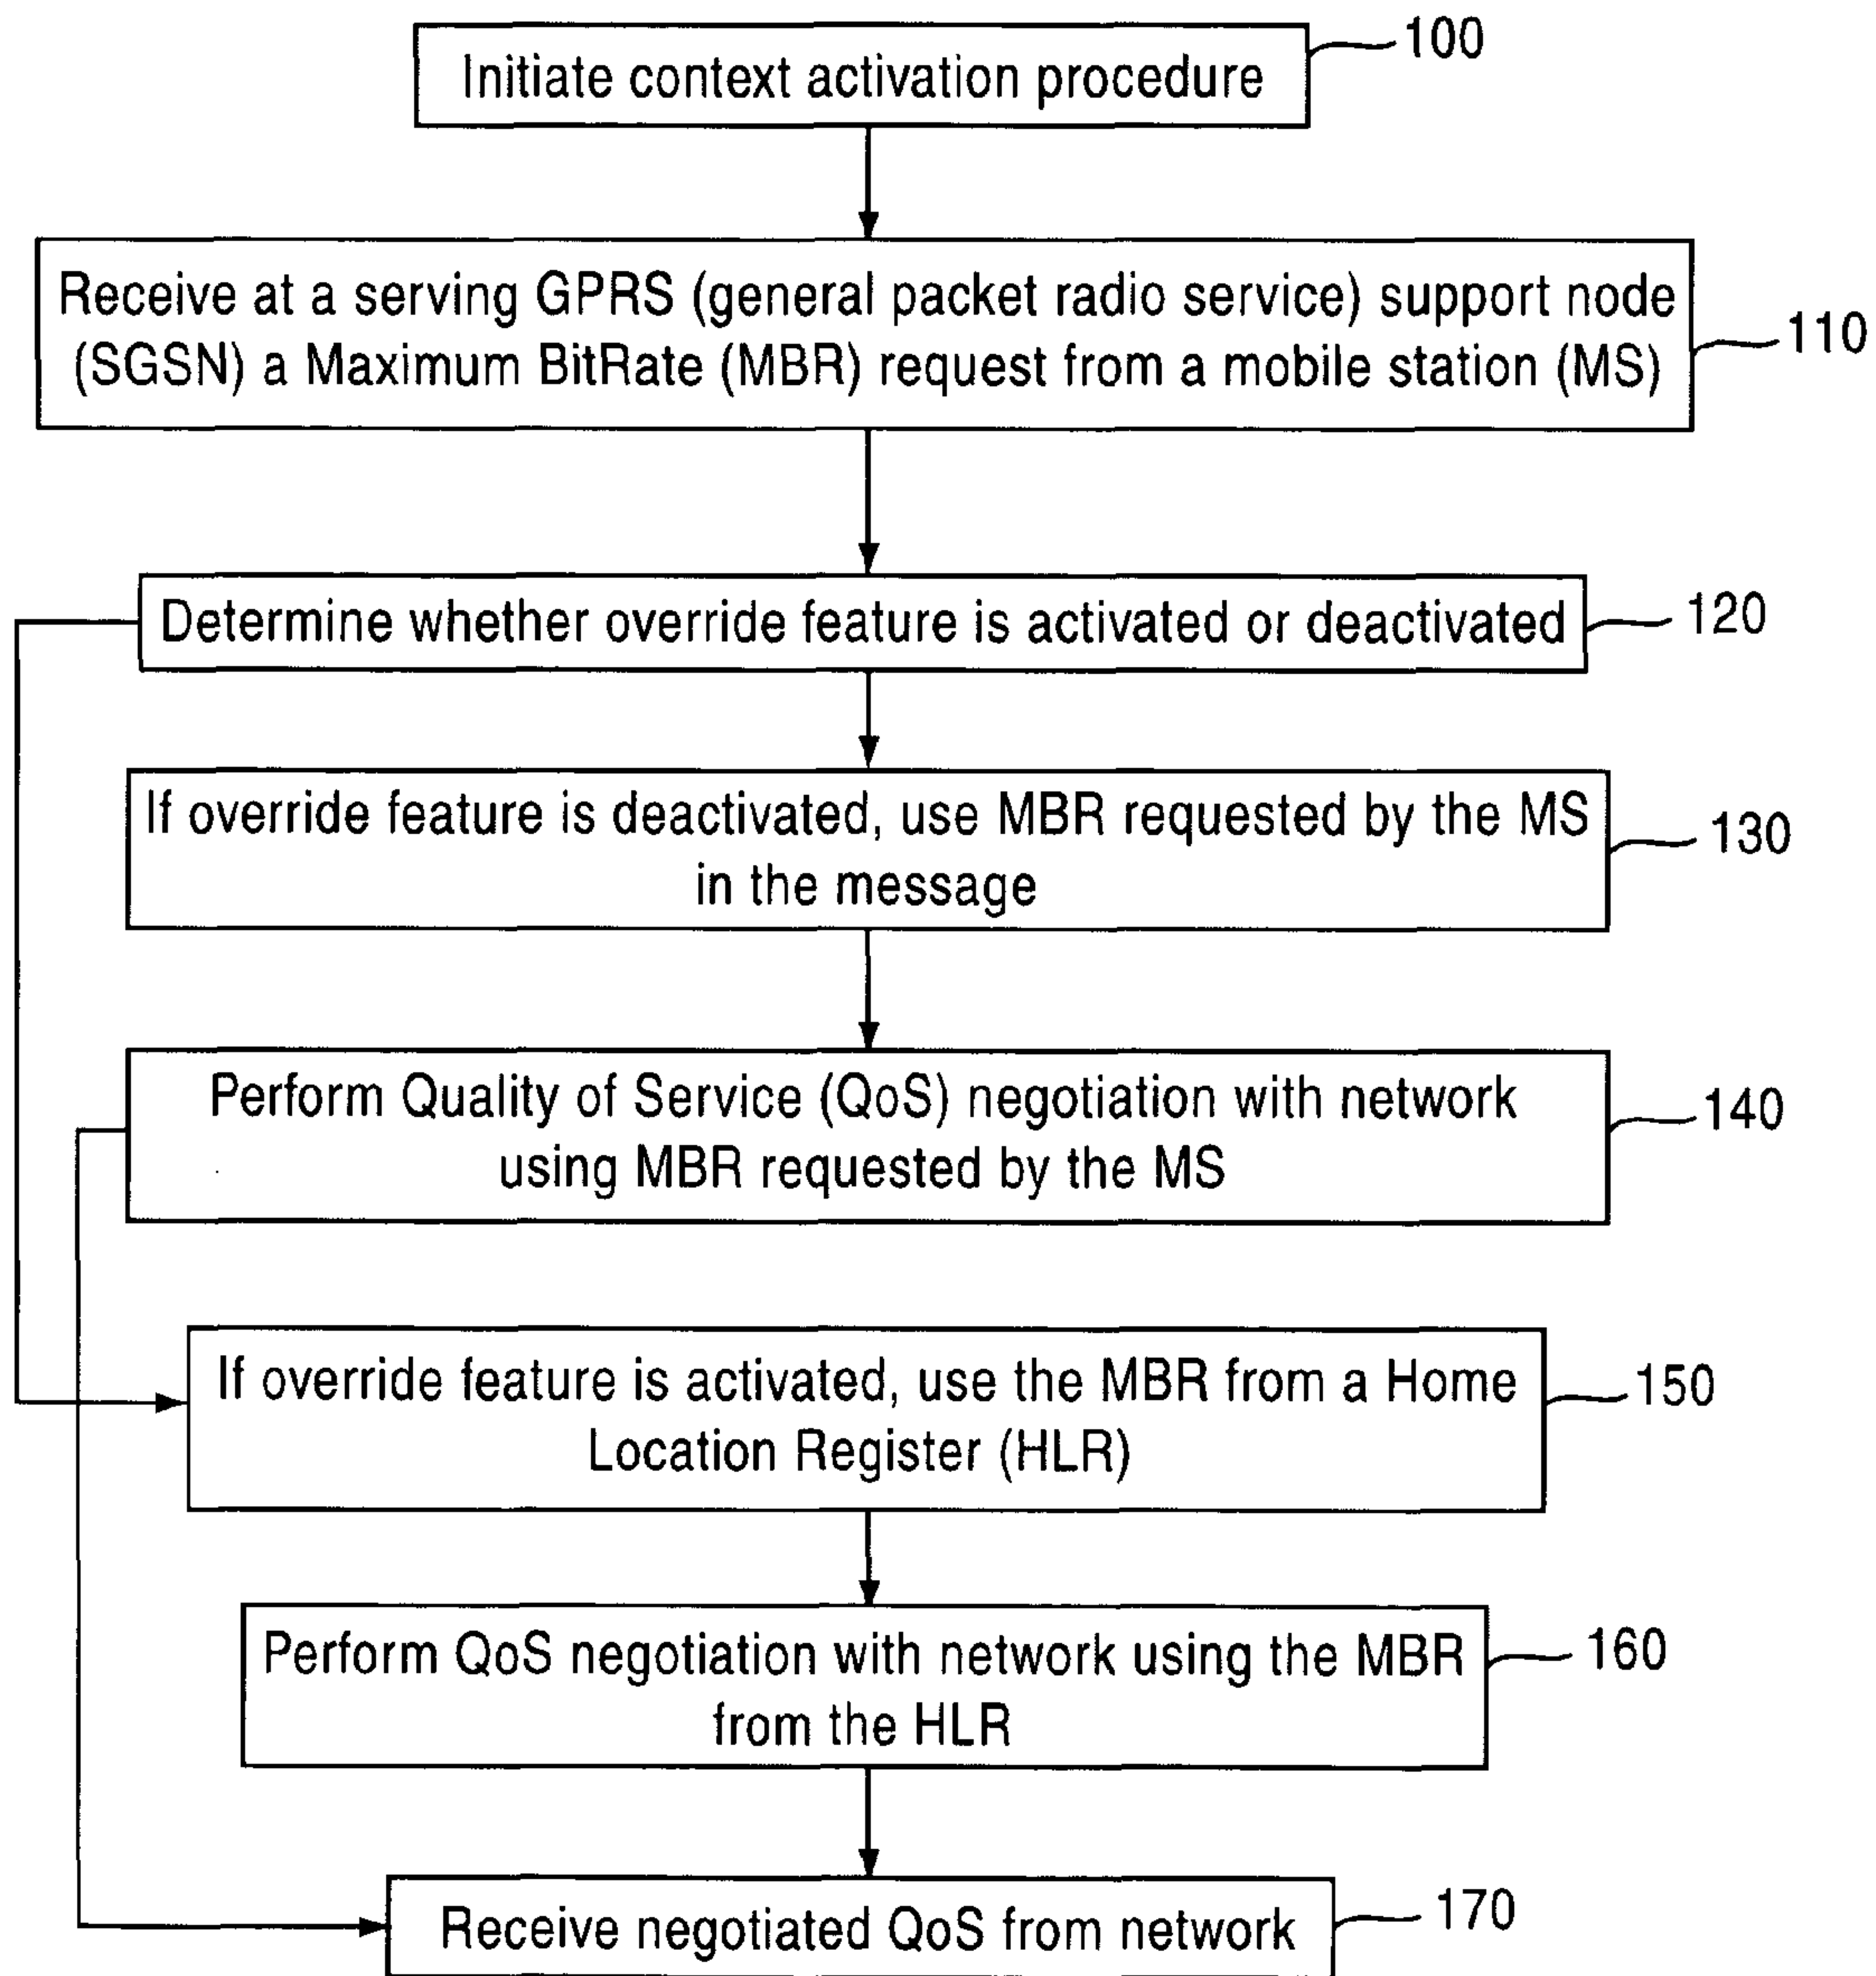 Initiate context activation procedure
100
Receive at a serving GPRS (general packet radio service) support node
(SGSN) a Maximum BitRate (MBR) request from a mobile station (MS)
110
Determine whether override feature is activated or deactivated
120
If override feature is deactivated, use MBR requested by the MS
in the message
130
Perform Quality of Service (QoS) negotiation with network
using MBR requested by the MS
140
If override feature is activated, use the MBR from a Home
Location Register (HLR)
150
Perform QoS negotiation with network using the MBR
from the HLR
160
Receive negotiated QoS from network
170